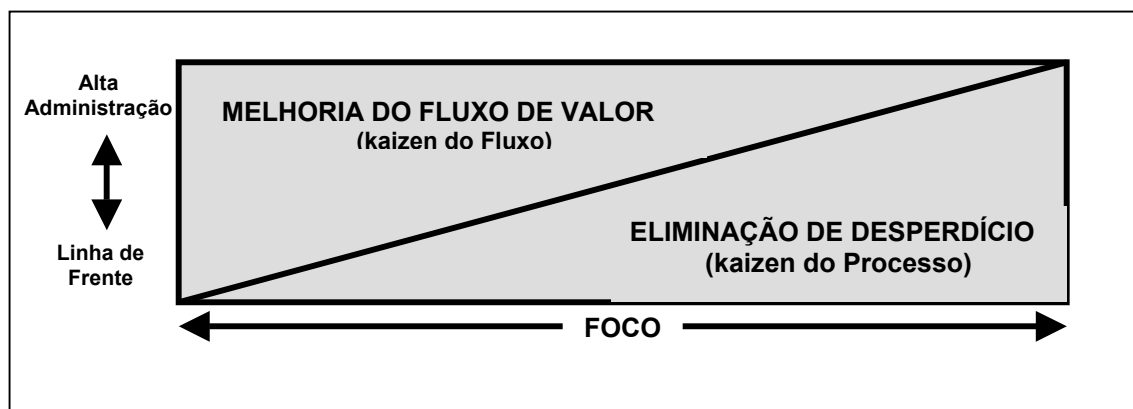 Alta
Administração
MELHORIA DO FLUXO DE VALOR
(kaizen do Fluxo)
Linha de
Frente
ELIMINAÇÃO DE DESPERDÍCIO
(kaizen do Processo)
FOCO